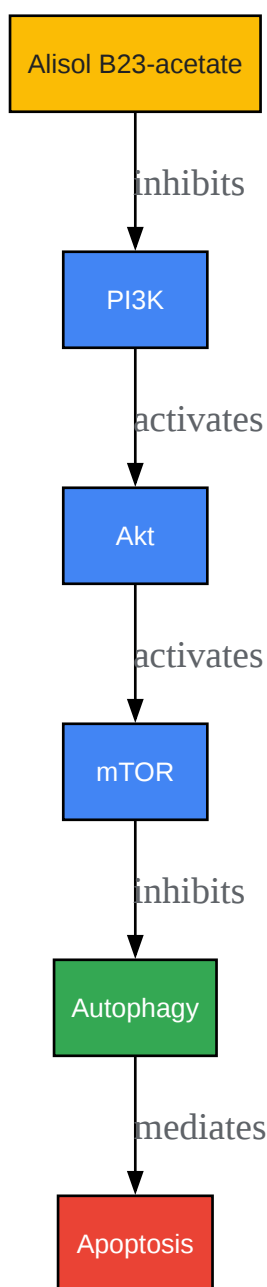 Alisol B23-acetate
inhibits
PI3K
activates
Akt
activates
mTOR
inhibits
Autophagy
mediates
Apoptosis